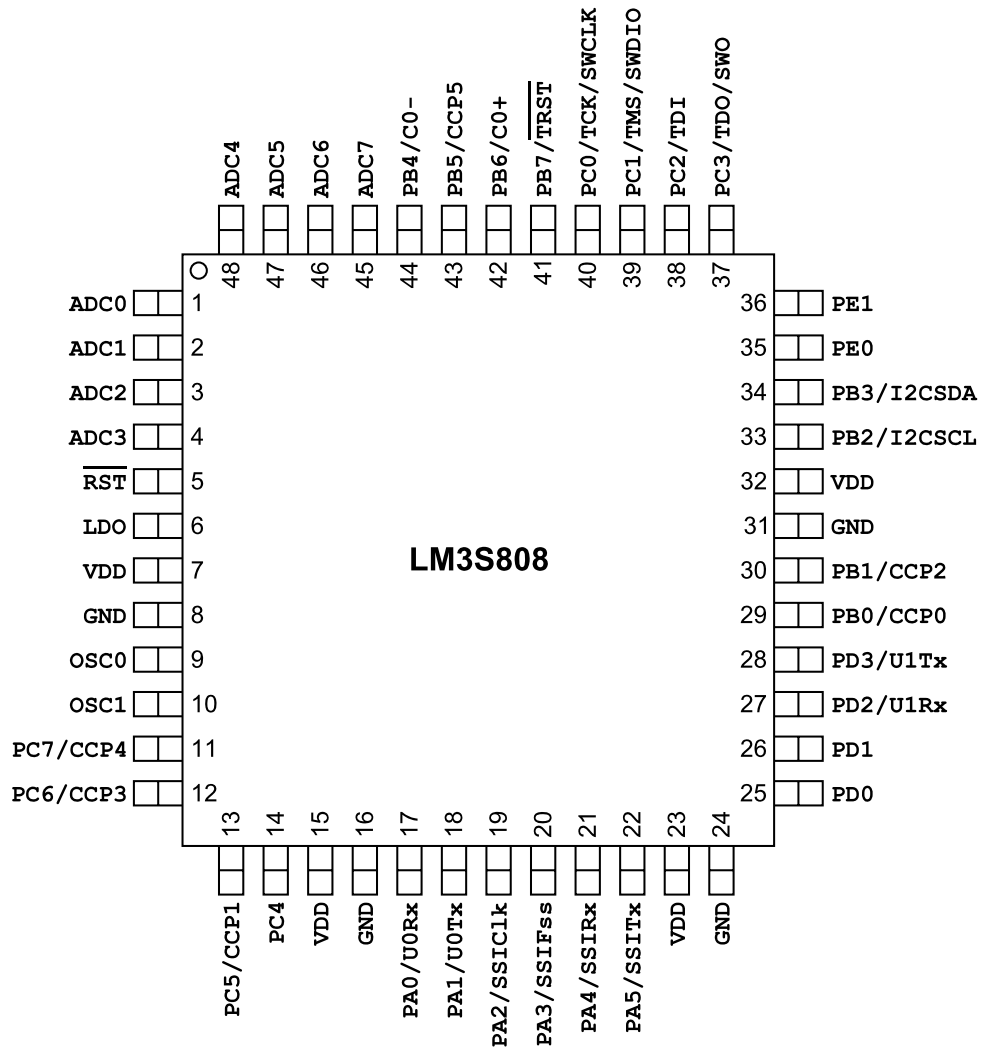 ADC4
ADC5
ADC6
ADC7
PB4/C0-
PB5/CCP5
PB6/C0+
PB7/TRST
PC0/TCK/SWCLK
PC1/TMS/SWDIO
PC2/TDI
PC3/TDO/SWO
48
47
46
45
44
43
42
41
40
39
38
37
ADC0 1
ADC1 2
ADC2 3
ADC3 4
RST 5
LDO 6
VDD 7
GND 8
OSC0 9
OSC1 10
PC7/CCP4 11
PC6/CCP3 12
LM3S808
36 PE1
35 PE0
34 PB3/I2CSDA
33 PB2/I2CSCL
32 VDD
31 GND
30 PB1/CCP2
29 PB0/CCP0
28 PD3/U1Tx
27 PD2/U1Rx
26 PD1
25 PD0
13
14
15
16
17
18
19
20
21
22
23
24
PC5/CCP1
PC4
VDD
GND
PA0/U0Rx
PA1/U0Tx
PA2/SSIClk
PA3/SSIFss
PA4/SSIRx
PA5/SSITx
VDD
GND